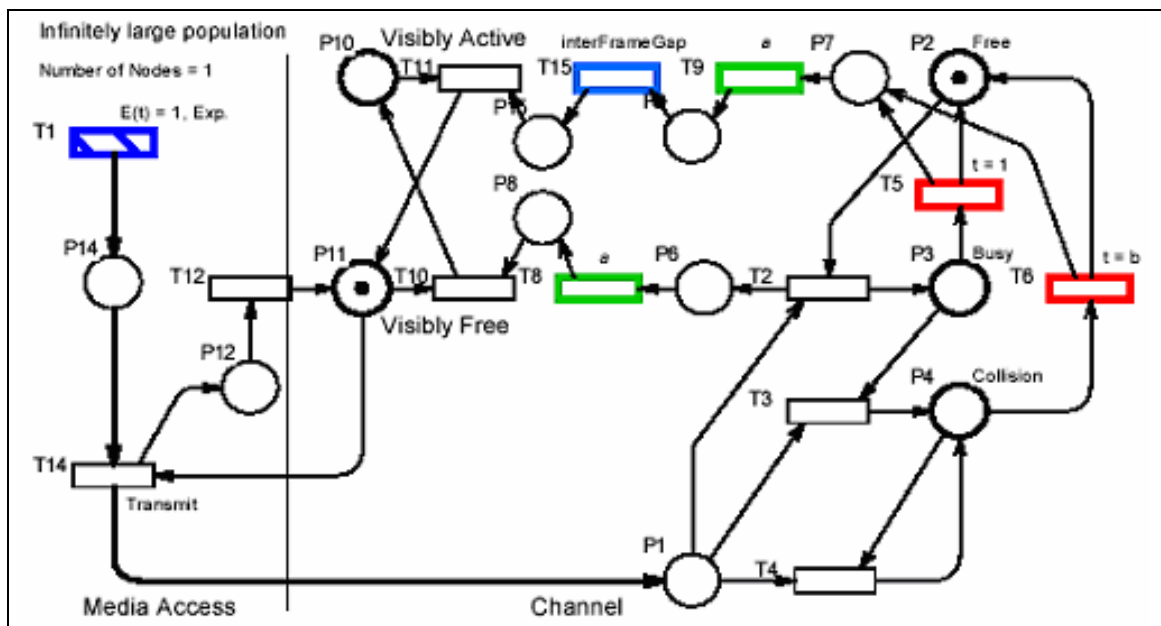 Infinitely large population
Number of Nodes = 1
E(t) = 1, Exp.
T1
P14
T12
P12
T14
Transmit
Media Access
P10
Visibly Active
T11
interFrameGap
T15
T9
a
P7
P2
Free
P8
T5
t = 1
P11
T10
T8
a
P6
T2
P3
Busy
T6
t = b
Visibly Free
T3
P4
Collision
P1
T4
Channel